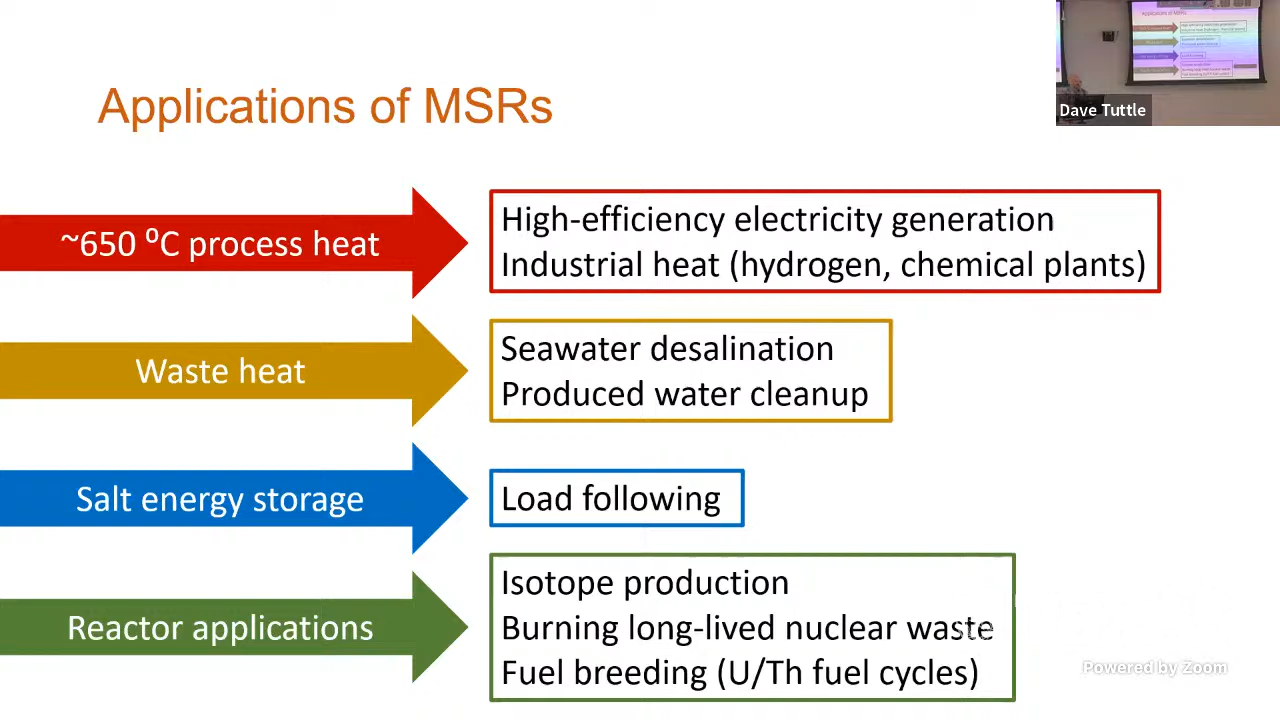 Applications of MSRs
Dave Tuttle
~650 ⁰C process heat
High-efficiency electricity generation
Industrial heat (hydrogen, chemical plants)
Waste heat
Seawater desalination
Produced water cleanup
Salt energy storage
Load following
Reactor applications
Isotope production
Burning long-lived nuclear waste
Fuel breeding (U/Th fuel cycles)
Powered by Zoom